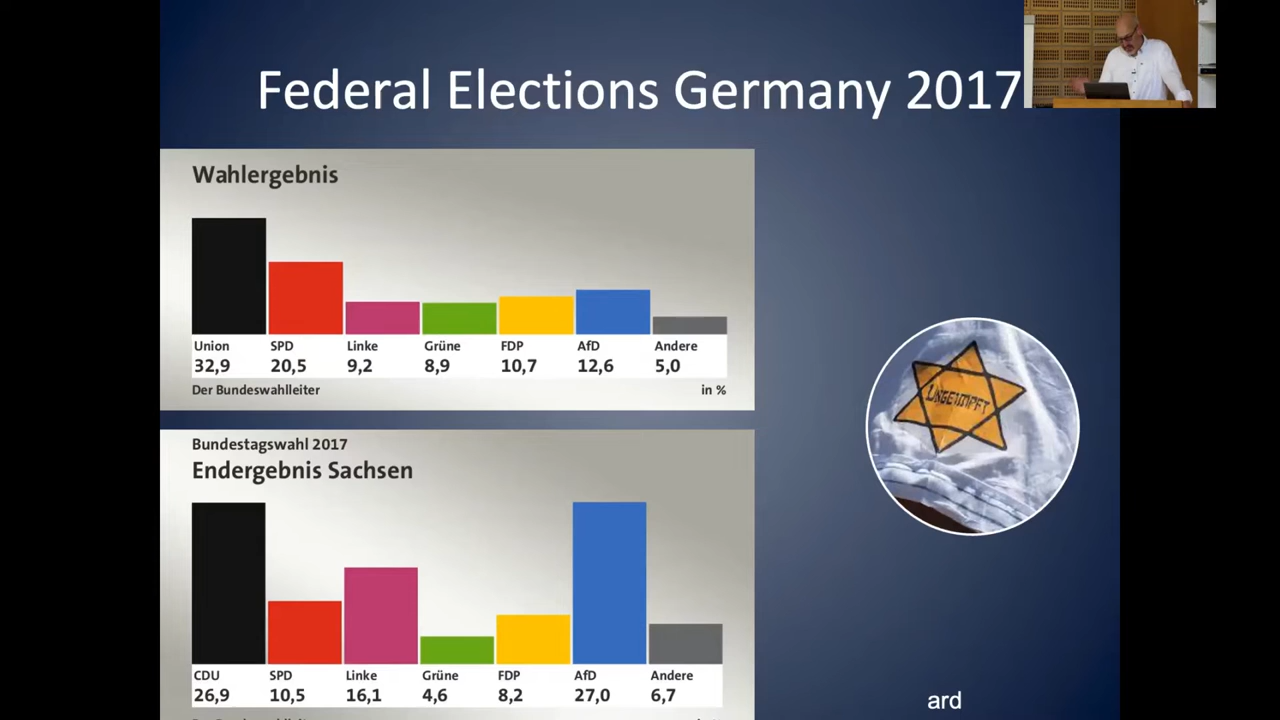 Federal Elections Germany 2017
Wahlergebnis
Union SPD Linke Grüne FDP AfD Andere
32,9 20,5 9,2 8,9 10,7 12,6 5,0
Der Bundeswahlleiter in %
UNGEIMPFT
Bundestagswahl 2017
Endergebnis Sachsen
CDU SPD Linke Grüne FDP AfD Andere
26,9 10,5 16,1 4,6 8,2 27,0 6,7
ard